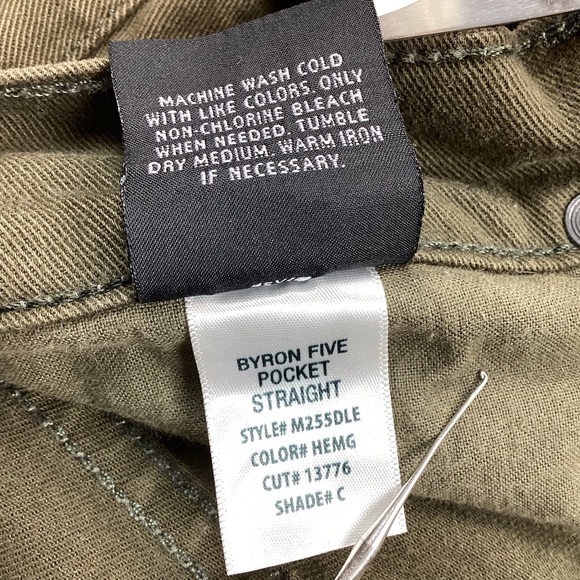 MACHINE WASH COLD
WITH LIKE COLORS. ONLY
NON-CHLORINE BLEACH
WHEN NEEDED. TUMBLE
DRY MEDIUM. WARM IRON
IF NECESSARY.
BYRON FIVE
POCKET
STRAIGHT
STYLE# M255DLE
COLOR# HEMG
CUT# 13776
SHADE# C